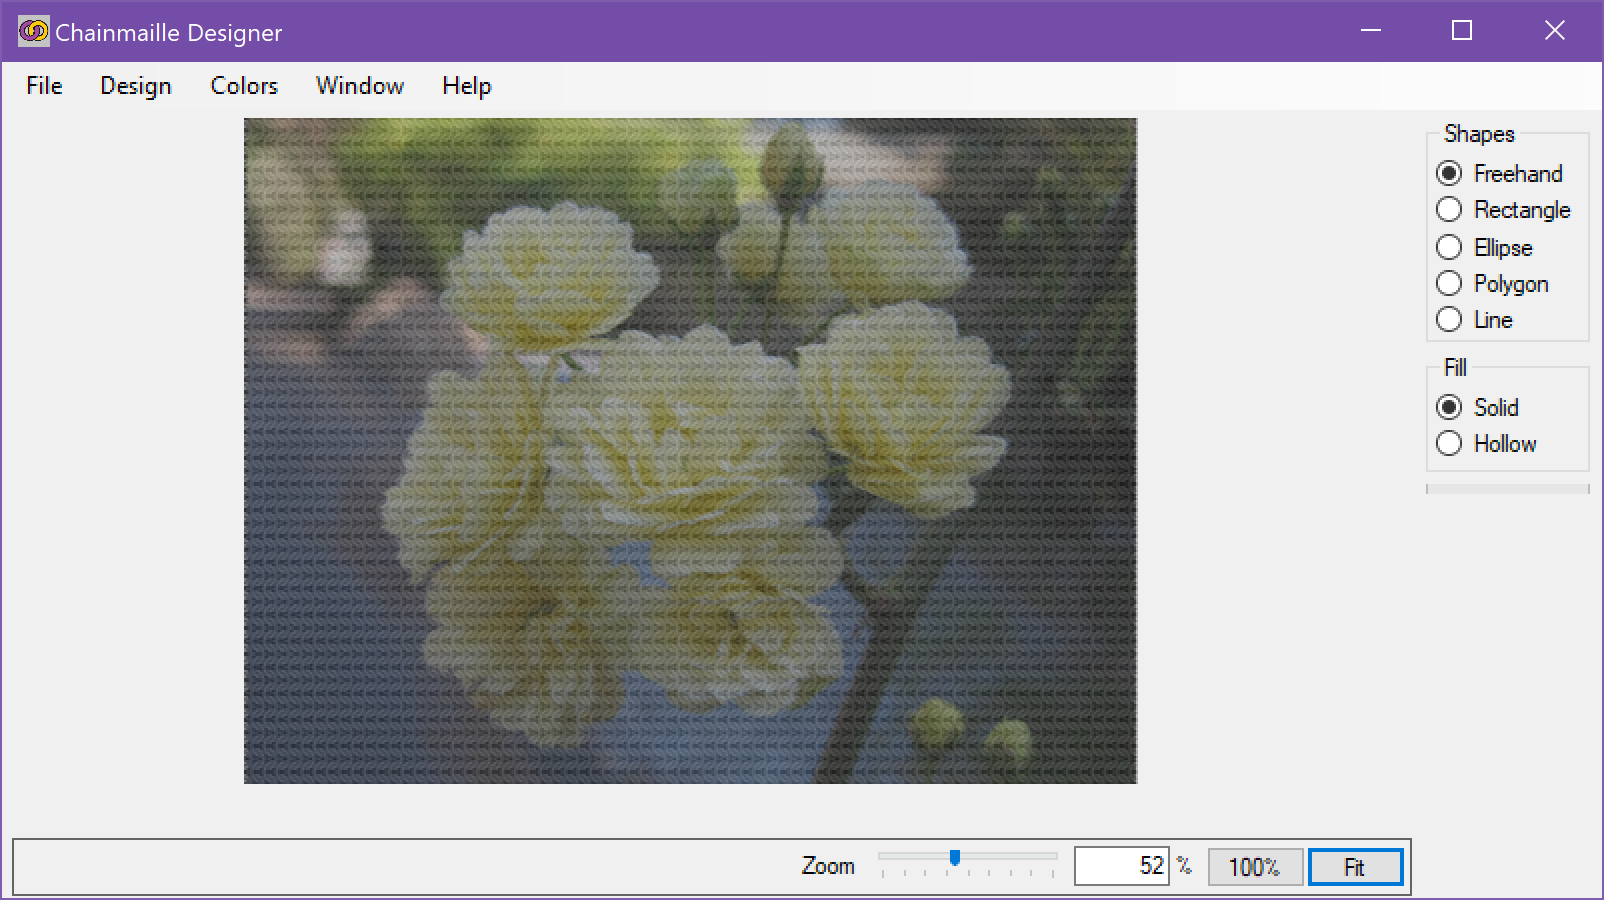 Chainmaille Designer
File Design Colors Window Help
Shapes
Freehand
Rectangle
Ellipse
Polygon
Line
Fill
Solid
Hollow
Zoom 52 % 100% Fit